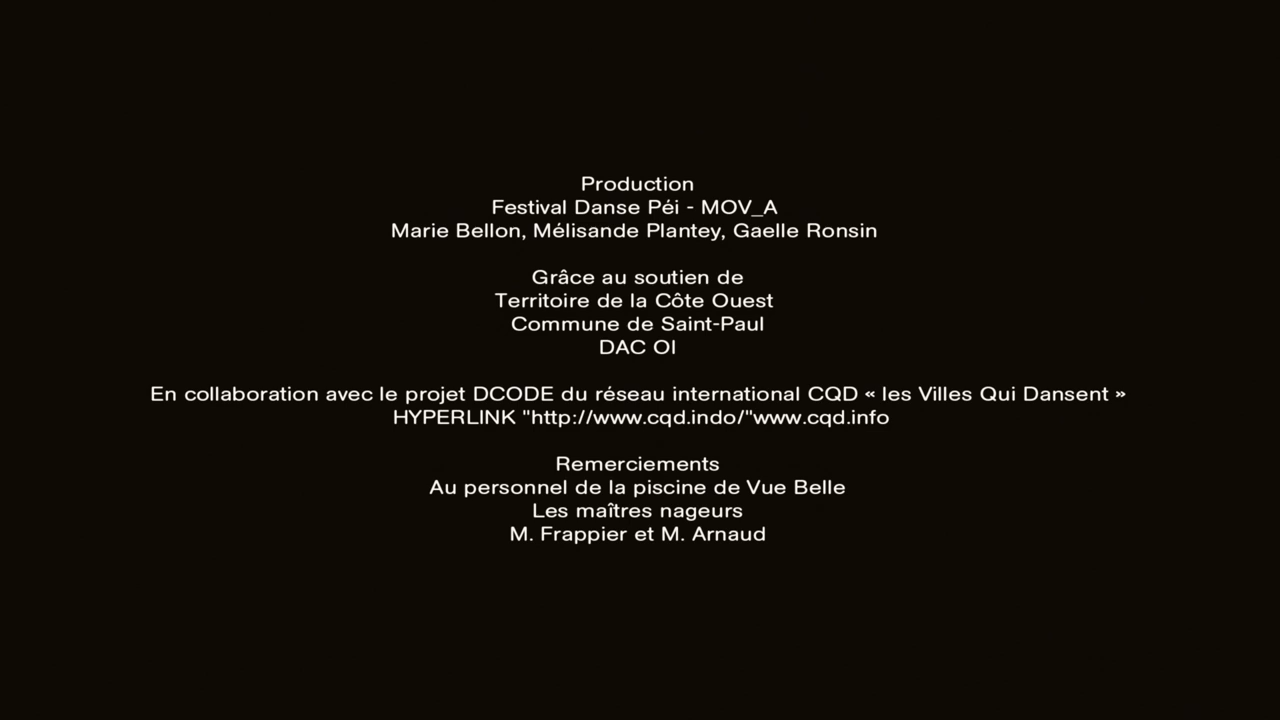 Production
Festival Danse Péi - MOV_A
Marie Bellon, Mélisande Plantey, Gaelle Ronsin
Grâce au soutien de
Territoire de la Côte Ouest
Commune de Saint-Paul
DAC OI
En collaboration avec le projet DCODE du réseau international CQD « les Villes Qui Dansent »
HYPERLINK "http://www.cqd.indo/"www.cqd.info
Remerciements
Au personnel de la piscine de Vue Belle
Les maîtres nageurs
M. Frappier et M. Arnaud